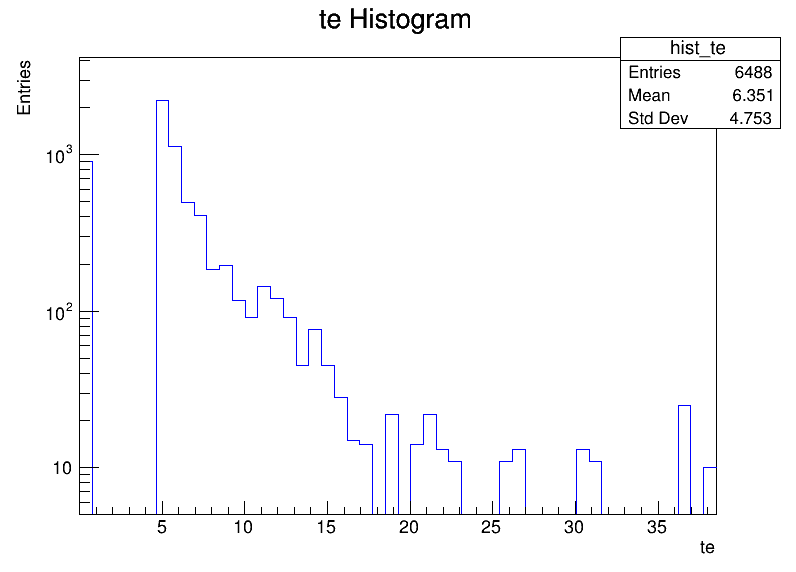 te Histogram
hist_te
Entries 6488
Mean 6.351
Std Dev 4.753
Entries
10³
10²
10
5 10 15 20 25 30 35
te